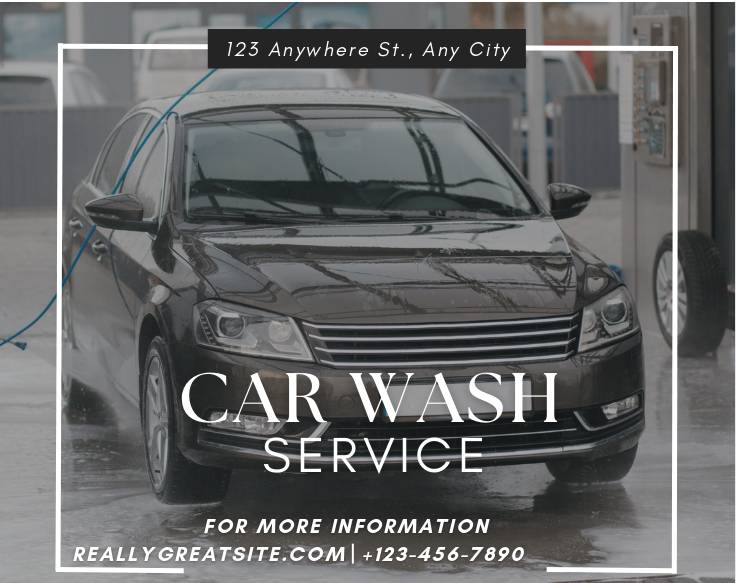 123 Anywhere St., Any City
CAR WASH
SERVICE
FOR MORE INFORMATION
REALLYGREATSITE.COM|+123-456-7890